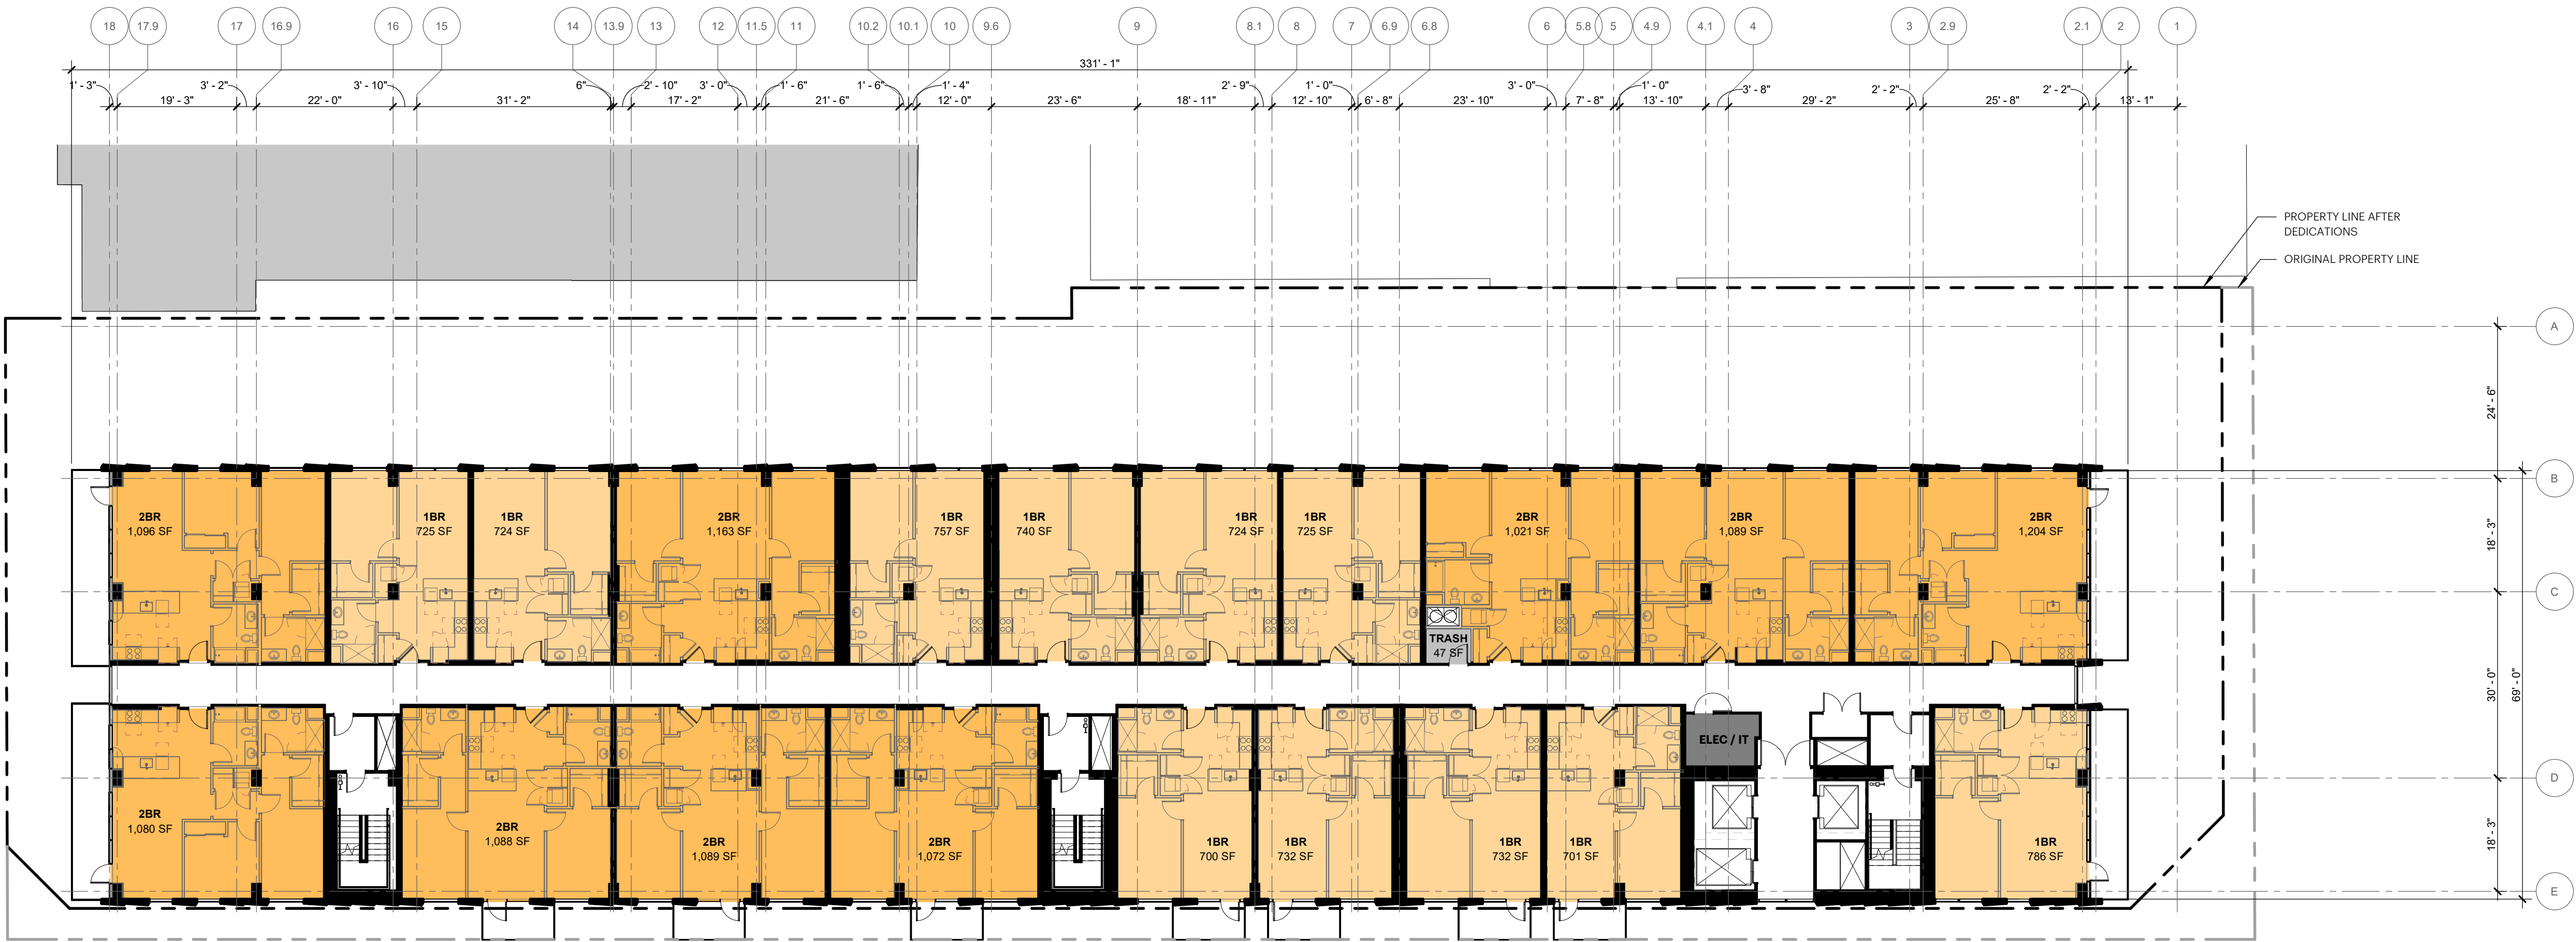 18 17.9 17 16.9 16 15 14 13.9 13 12 11.5 11 10.2 10.1 10 9.6 9 8.1 8 7 6.9 6.8 6 5.8 5 4.9 4.1 4 3 2.9 2.1 2 1
331' - 1"
1' - 3" 3' - 2" 3' - 10" 6" 2' - 10" 3' - 0" 1' - 6" 1' - 6" 1' - 4" 2' - 9" 1' - 0" 3' - 0" 1' - 0" 3' - 8" 2' - 2" 2' - 2"
19' - 3" 22' - 0" 31' - 2" 17' - 2" 21' - 6" 12' - 0" 23' - 6" 18' - 11" 12' - 10" 6' - 8" 23' - 10" 7' - 8" 13' - 10" 29' - 2" 25' - 8" 13' - 1"
PROPERTY LINE AFTER
DEDICATIONS
ORIGINAL PROPERTY LINE
A
24' - 6"
B
2BR 1BR 1BR 2BR 1BR 1BR 1BR 1BR 2BR 2BR 2BR
1,096 SF 725 SF 724 SF 1,163 SF 757 SF 740 SF 724 SF 725 SF 1,021 SF 1,089 SF 1,204 SF
18' - 3"
C
TRASH
47 SF
30' - 0"
69' - 0"
ELEC / IT
D
2BR
1,080 SF
2BR
1,088 SF
2BR
1,089 SF
2BR
1,072 SF
1BR
700 SF
1BR
732 SF
1BR
732 SF
1BR
701 SF
1BR
786 SF
18' - 3"
E